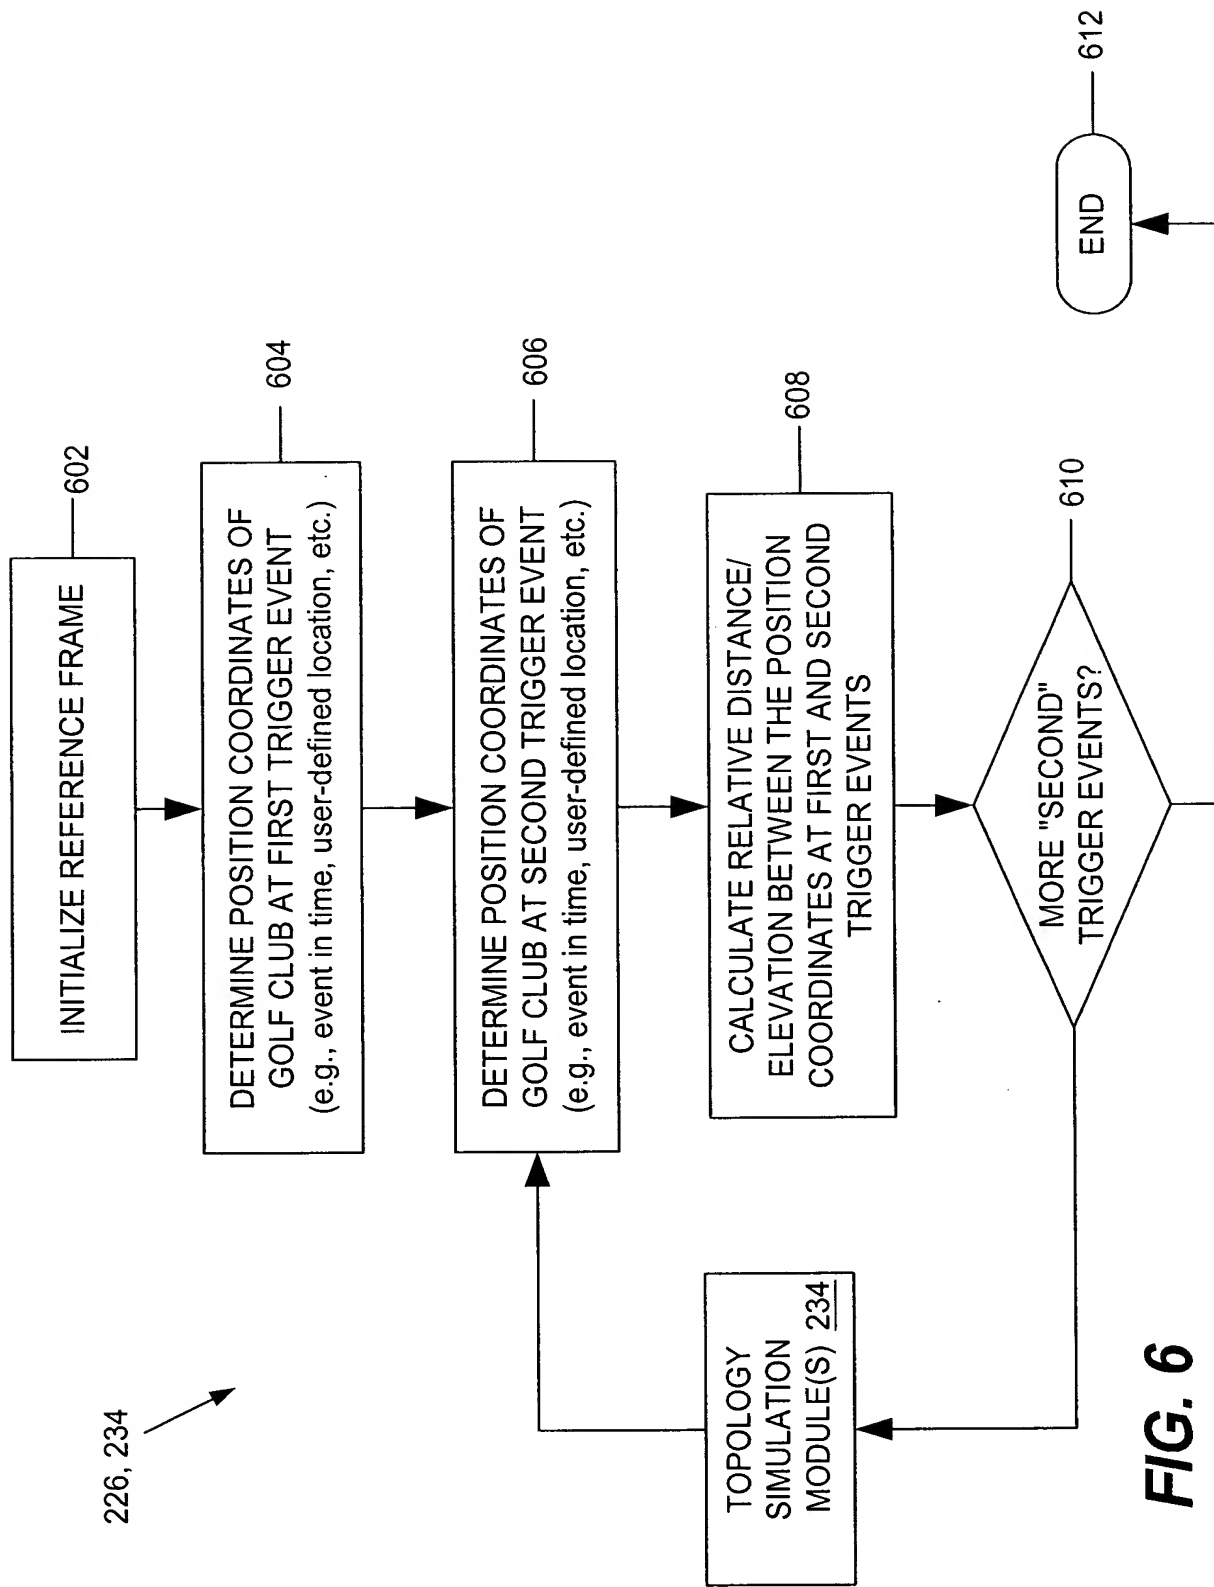 226, 234
INITIALIZE REFERENCE FRAME
602
DETERMINE POSITION COORDINATES OF
GOLF CLUB AT FIRST TRIGGER EVENT
(e.g., event in time, user-defined location, etc.)
604
DETERMINE POSITION COORDINATES OF
GOLF CLUB AT SECOND TRIGGER EVENT
(e.g., event in time, user-defined location, etc.)
606
CALCULATE RELATIVE DISTANCE/
ELEVATION BETWEEN THE POSITION
COORDINATES AT FIRST AND SECOND
TRIGGER EVENTS
608
TOPOLOGY
SIMULATION
MODULE(S) 234
MORE "SECOND"
TRIGGER EVENTS?
610
END
612
FIG. 6